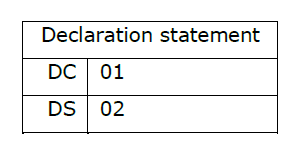 Declaration statement
DC 01
DS 02